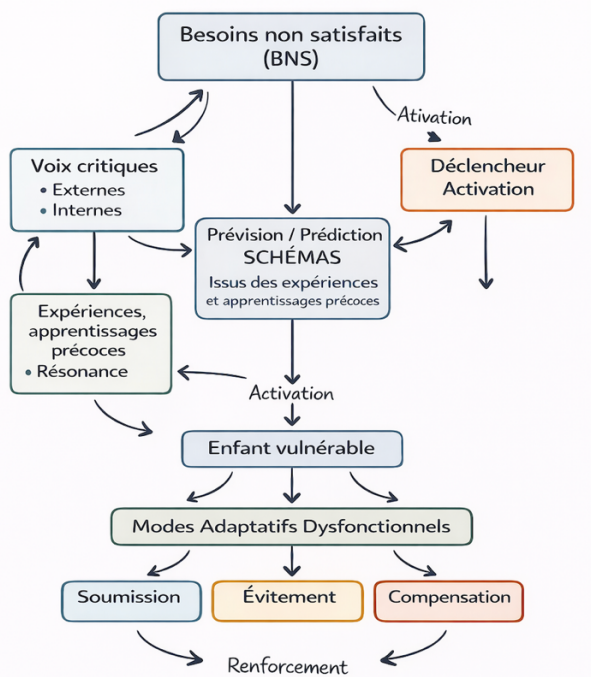 Besoins non satisfaits
(BNS)
Ativation
Voix critiques
• Externes
• Internes
Déclencheur
Activation
Prévision / Prédiction
SCHÉMAS
Issus des expériences
et apprentissages précoces
Expériences,
apprentissages
précoces
• Résonance
Activation
Enfant vulnérable
Modes Adaptatifs Dysfonctionnels
Soumission
Évitement
Compensation
Renforcement